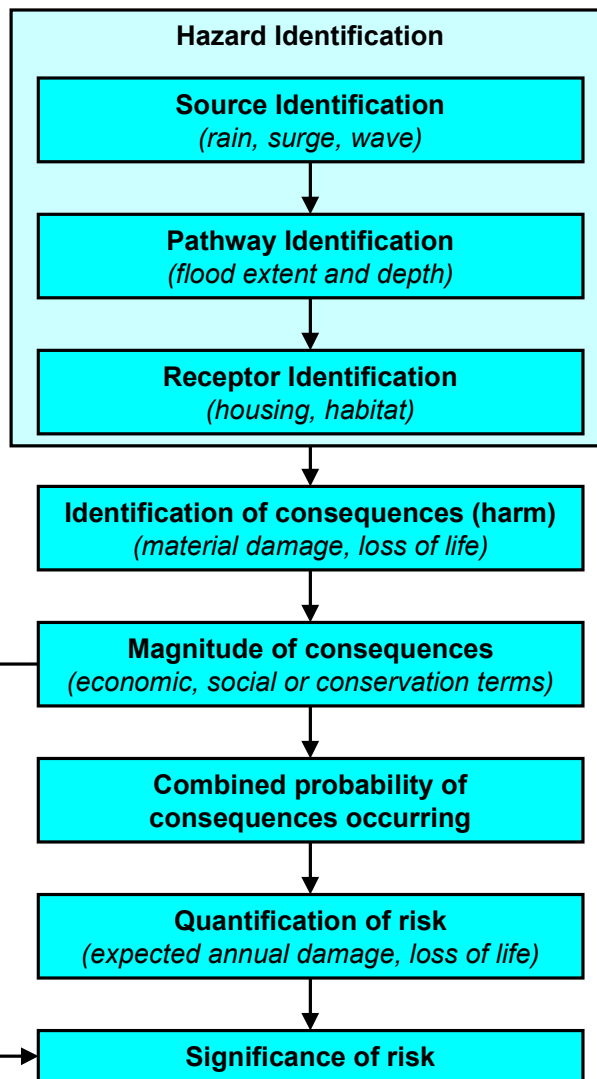 Hazard Identification
Source Identification
(rain, surge, wave)
Pathway Identification
(flood extent and depth)
Receptor Identification
(housing, habitat)
Identification of consequences (harm)
(material damage, loss of life)
Magnitude of consequences
(economic, social or conservation terms)
Combined probability of
consequences occurring
Quantification of risk
(expected annual damage, loss of life)
Significance of risk